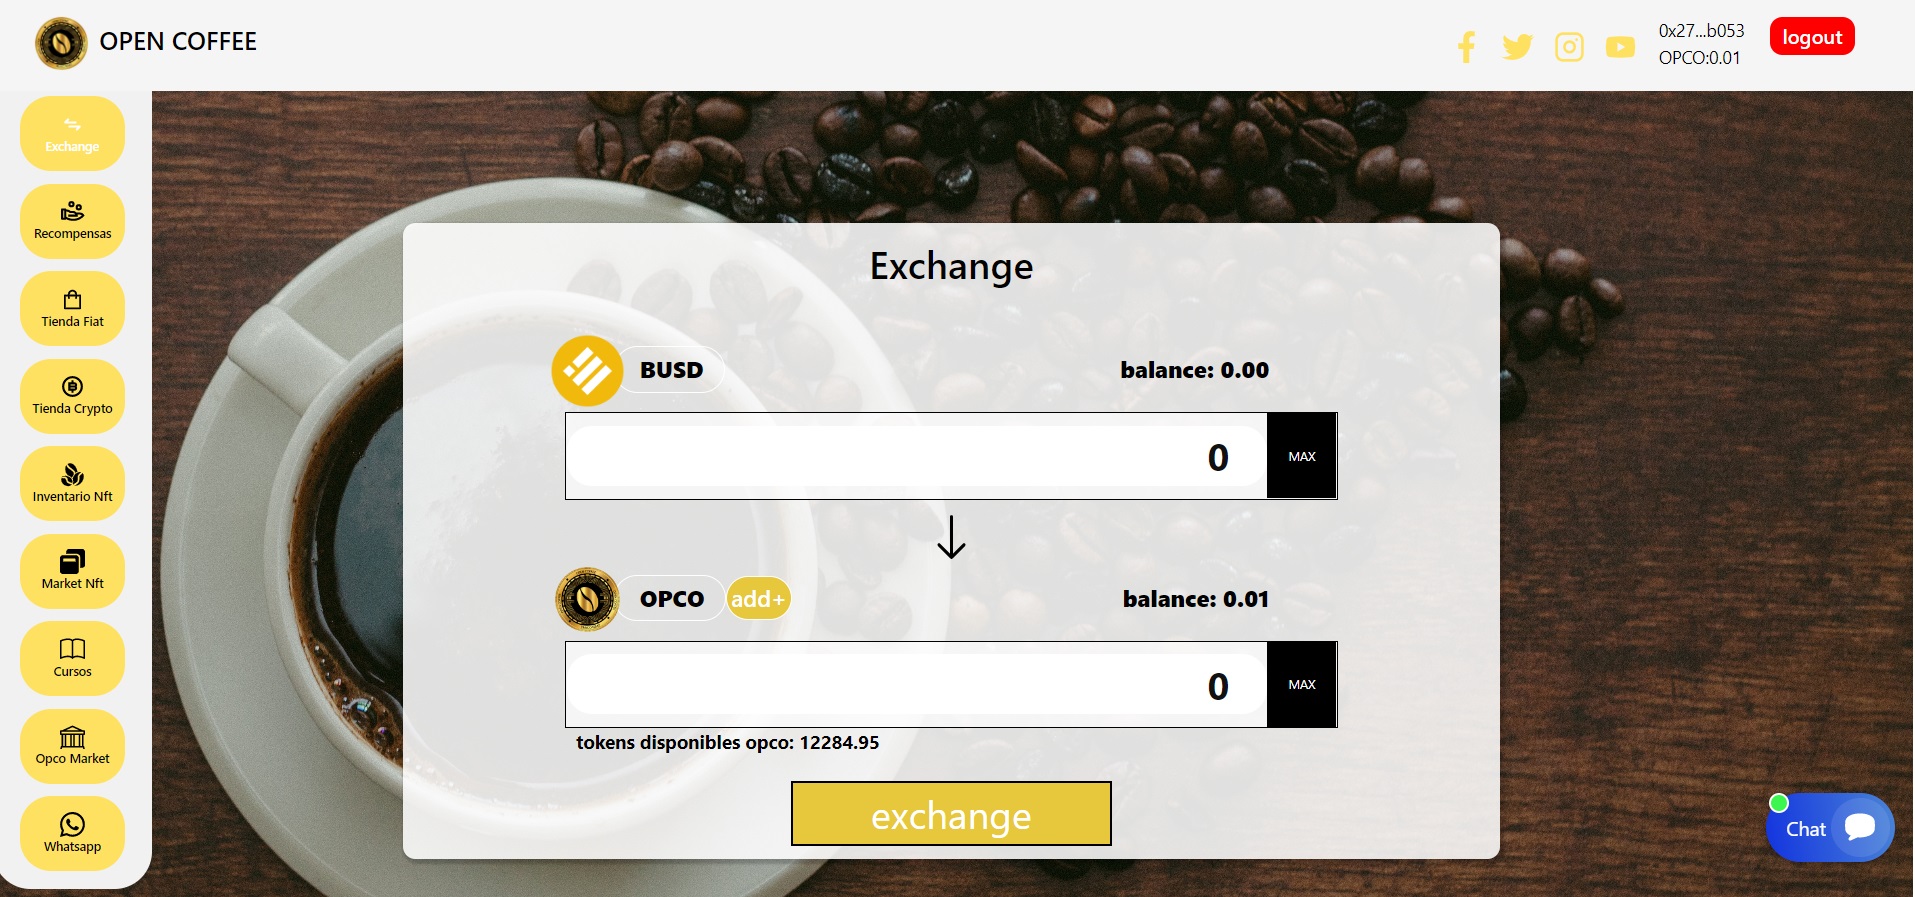 OPEN COFFEE
0x27...b053
OPCO:0.01
logout
Exchange
Recompensas
Tienda Fiat
Tienda Crypto
Inventario Nft
Market Nft
Cursos
Opco Market
Whatsapp
Exchange
BUSD
balance: 0.00
0
MAX
OPCO
add+
balance: 0.01
0
MAX
tokens disponibles opco: 12284.95
exchange
Chat